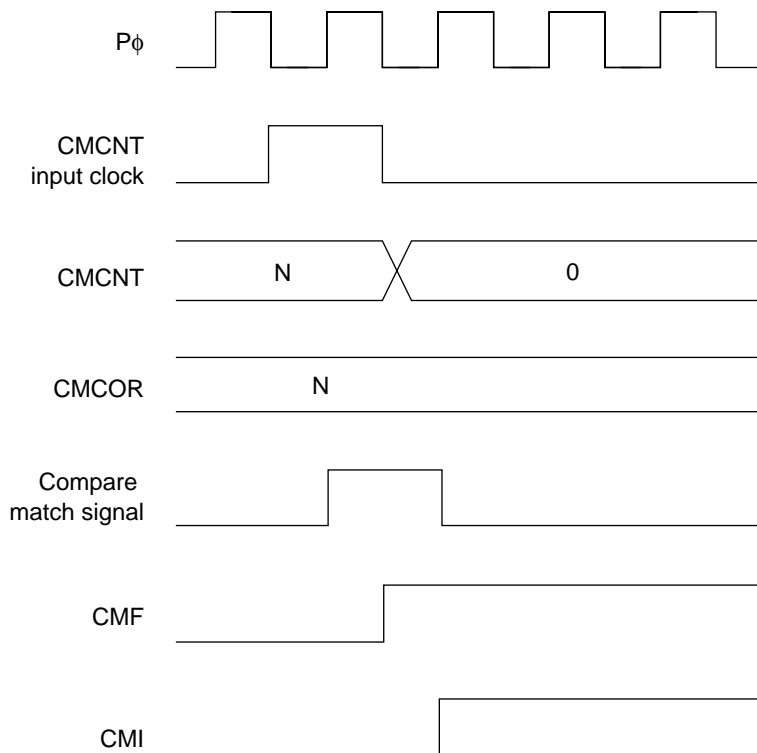 Pϕ
CMCNT
input clock
CMCNT
N
0
CMCOR
N
Compare
match signal
CMF
CMI